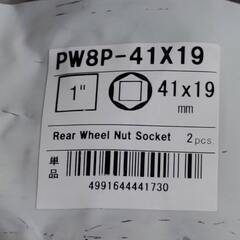 PW8P-41X19
1" 41x19
mm
Rear Wheel Nut Socket 2pcs.
単品
4991644441730